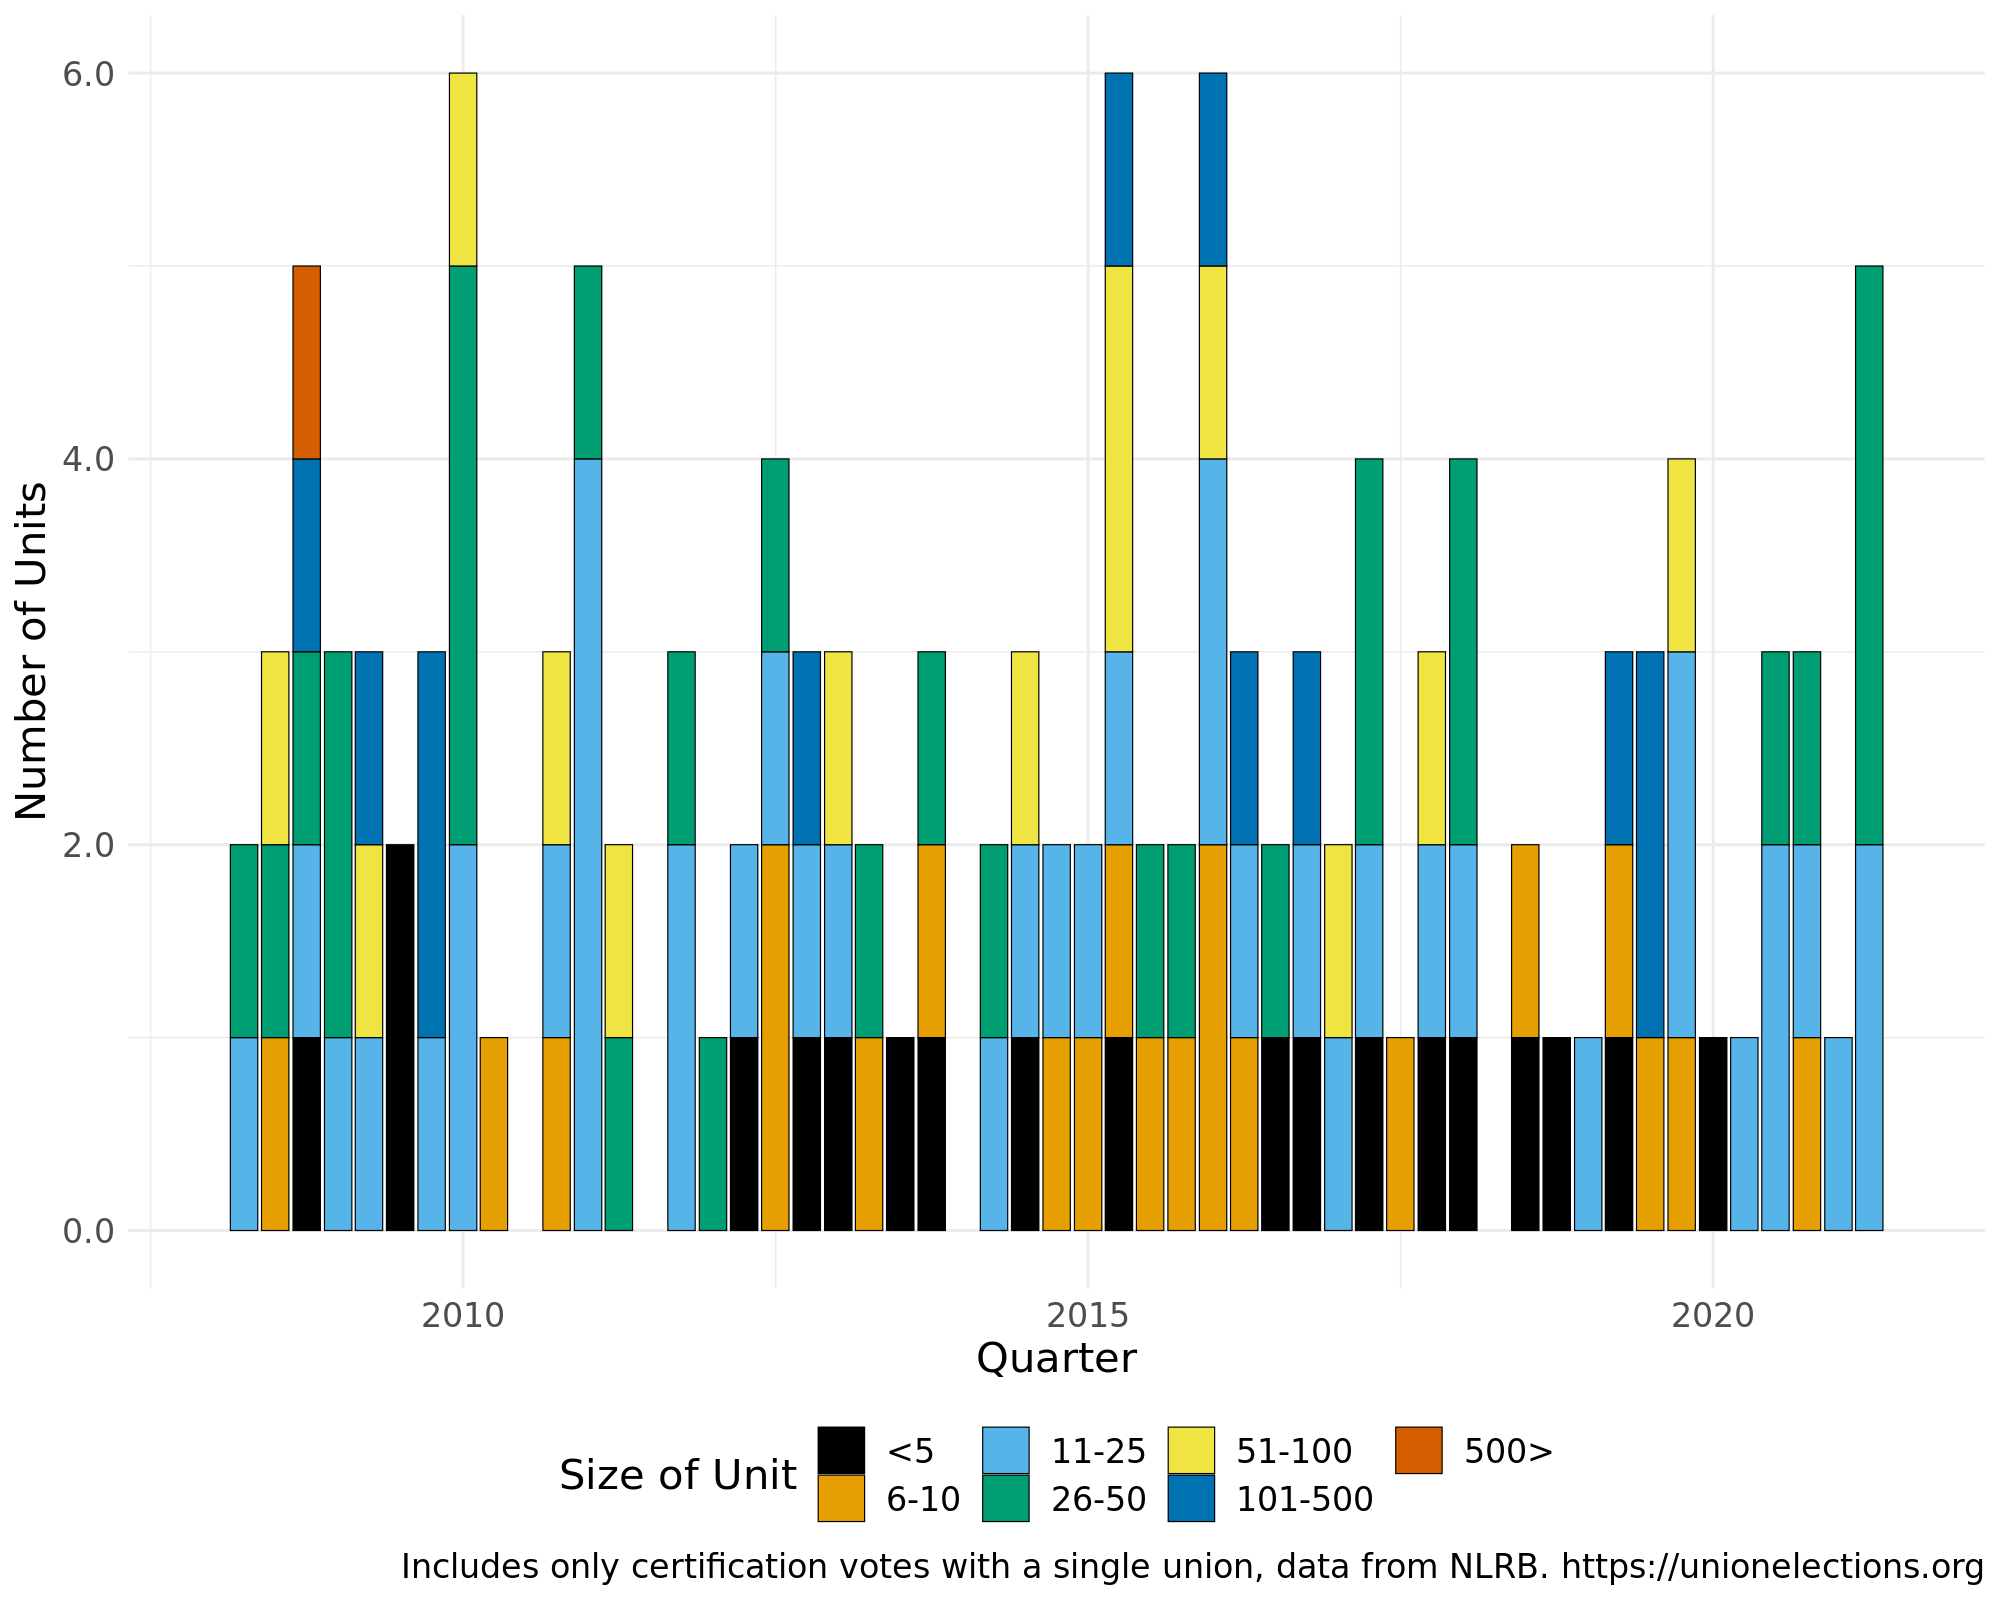 6.0
4.0
2.0
0.0
Number of Units
2010 2015 2020
Quarter
Size of Unit
<5 11-25 51-100 500>
6-10 26-50 101-500
Includes only certification votes with a single union, data from NLRB. https://unionelections.org